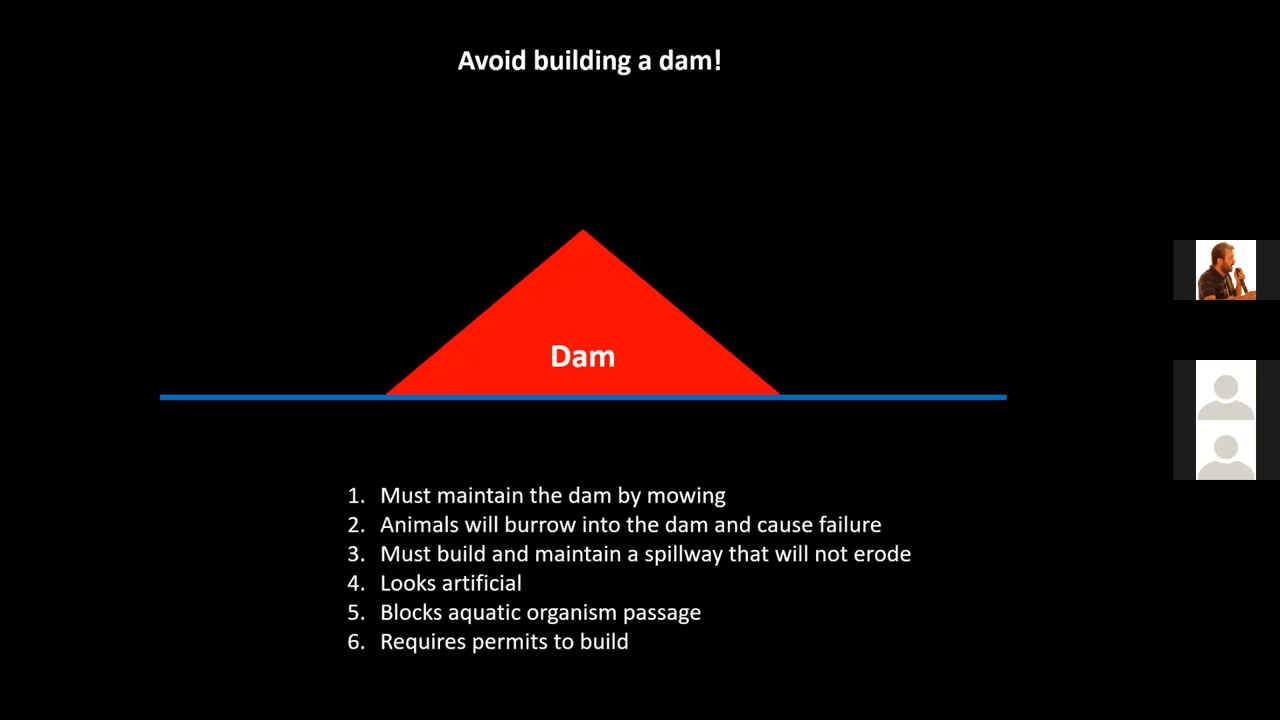 Avoid building a dam!
Dam
1. Must maintain the dam by mowing
2. Animals will burrow into the dam and cause failure
3. Must build and maintain a spillway that will not erode
4. Looks artificial
5. Blocks aquatic organism passage
6. Requires permits to build